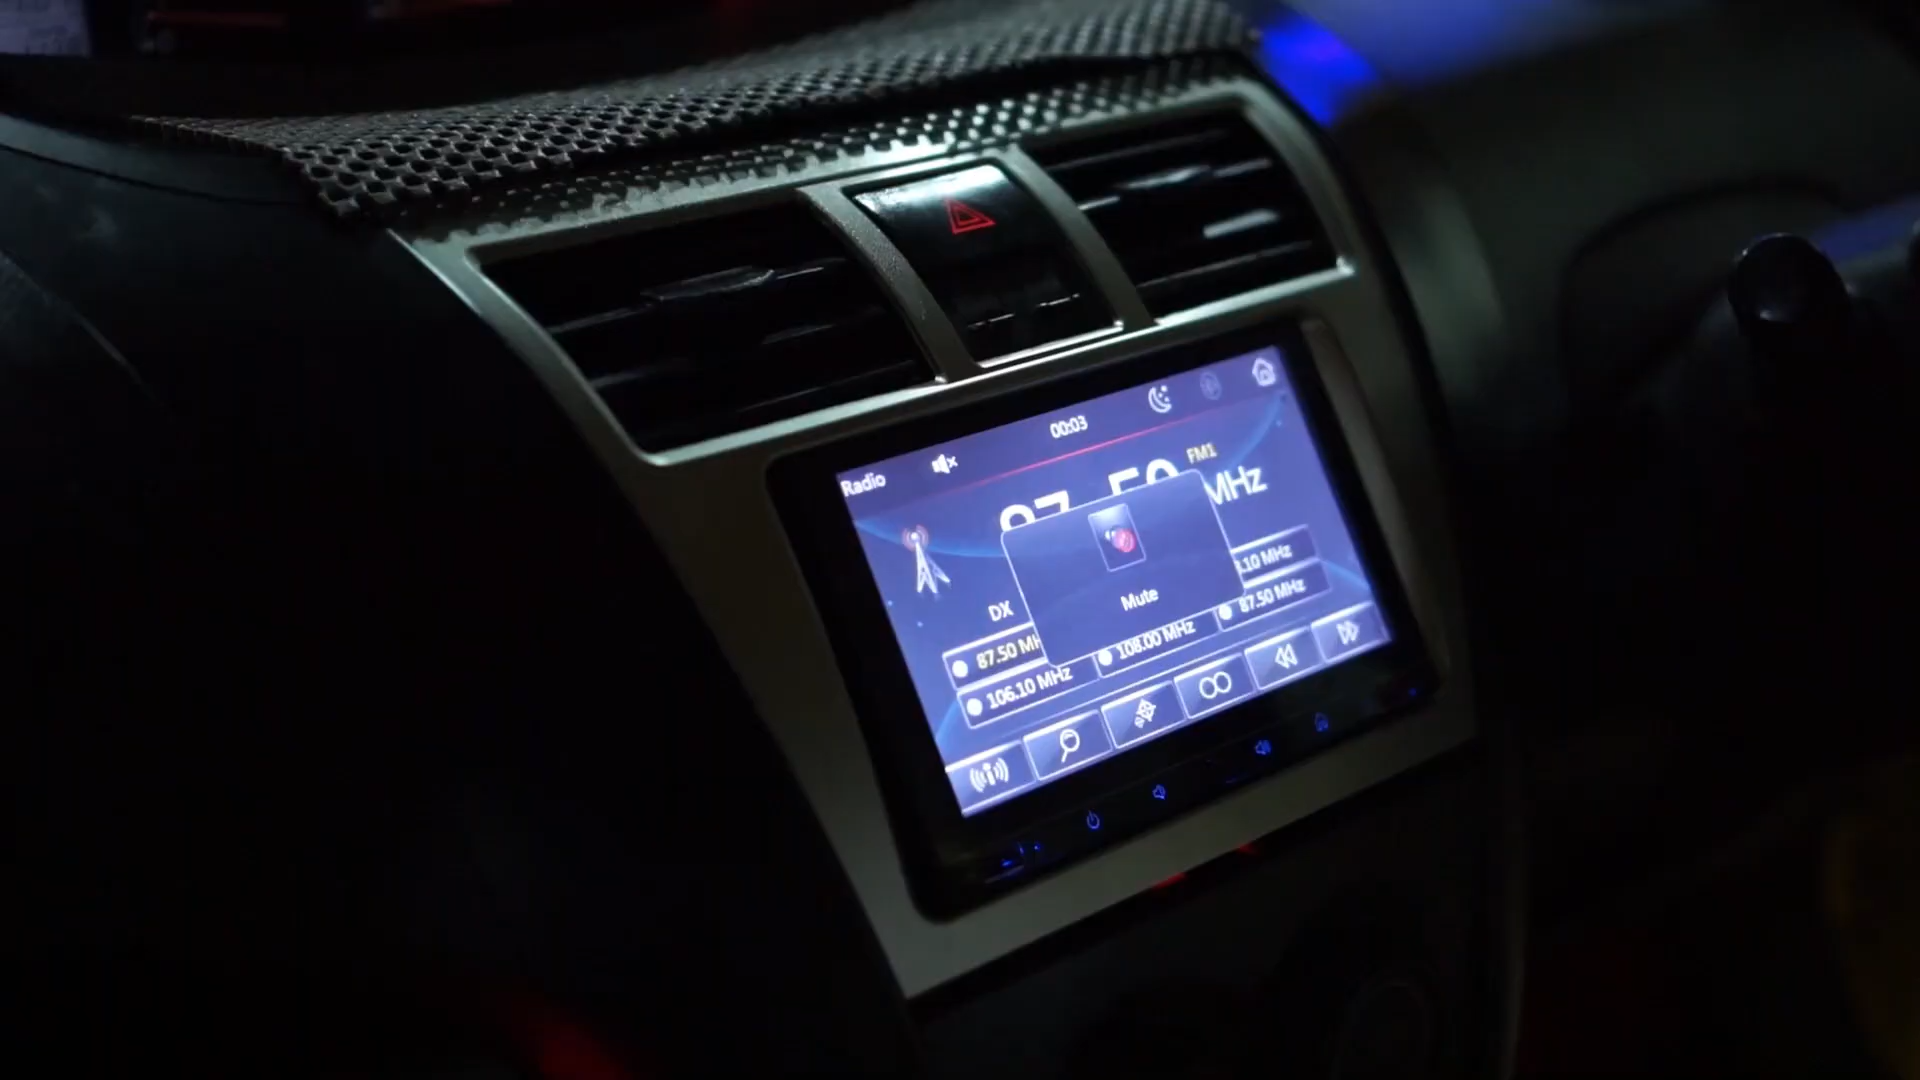 00:03
Radio
FM1
MHz
DX
Mute
.10 MHz
87.50 MH
108.00 MHz
87.50 MHz
106.10 MHz